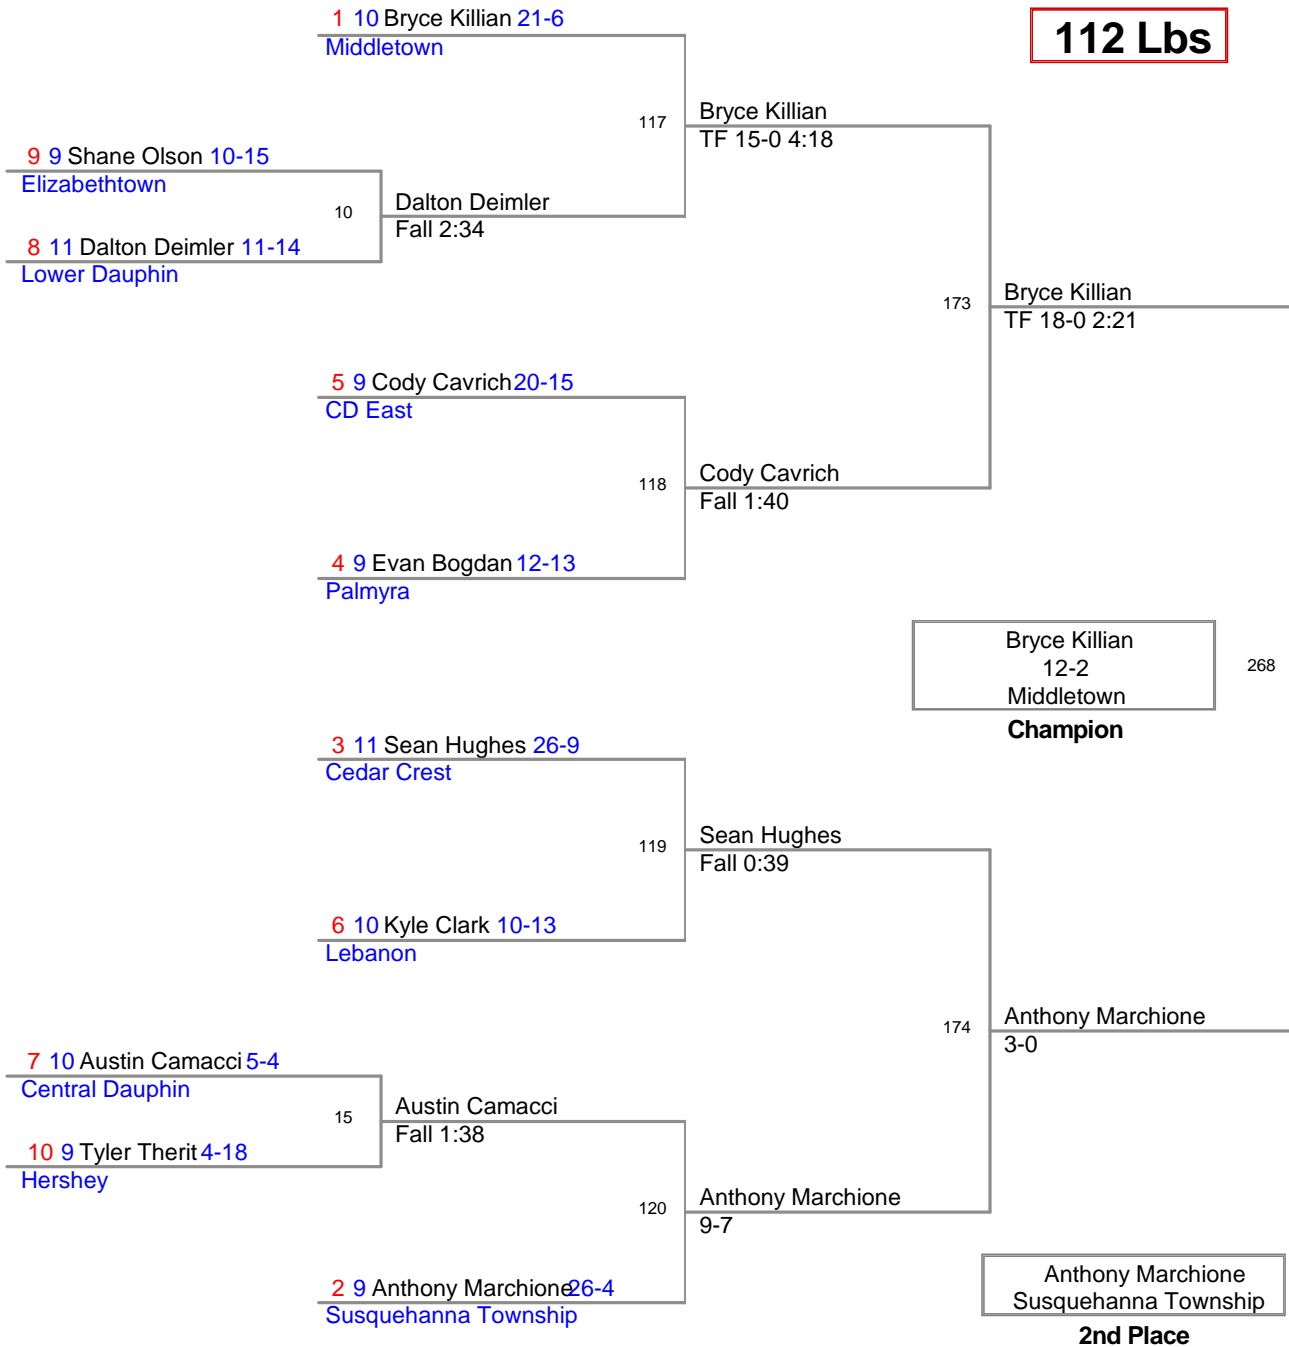 1 10 Bryce Killian 21-6
Middletown
112 Lbs
117
Bryce Killian
TF 15-0 4:18
9 9 Shane Olson 10-15
Elizabethtown
10
Dalton Deimler
Fall 2:34
8 11 Dalton Deimler 11-14
Lower Dauphin
173
Bryce Killian
TF 18-0 2:21
5 9 Cody Cavrich 20-15
CD East
118
Cody Cavrich
Fall 1:40
4 9 Evan Bogdan 12-13
Palmyra
Bryce Killian
12-2
Middletown
268
Champion
3 11 Sean Hughes 26-9
Cedar Crest
119
Sean Hughes
Fall 0:39
6 10 Kyle Clark 10-13
Lebanon
174
Anthony Marchione
3-0
7 10 Austin Camacci 5-4
Central Dauphin
15
Austin Camacci
Fall 1:38
10 9 Tyler Therit 4-18
Hershey
120
Anthony Marchione
9-7
2 9 Anthony Marchione 26-4
Susquehanna Township
Anthony Marchione
Susquehanna Township
2nd Place